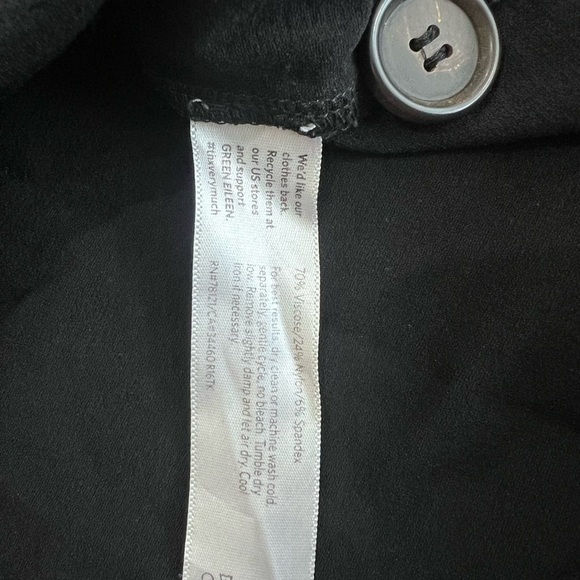 We'd like our
clothes back.
Recycle them at
our US stores
and support
GREEN EILEEN.
#thxverymuch
70% Viscose/24% Nylon/6% Spandex
For best results, dry clean or machine wash cold
separately, gentle cycle, no bleach. Tumble dry
low. Remove slightly damp and let air dry. Cool
iron if necessary